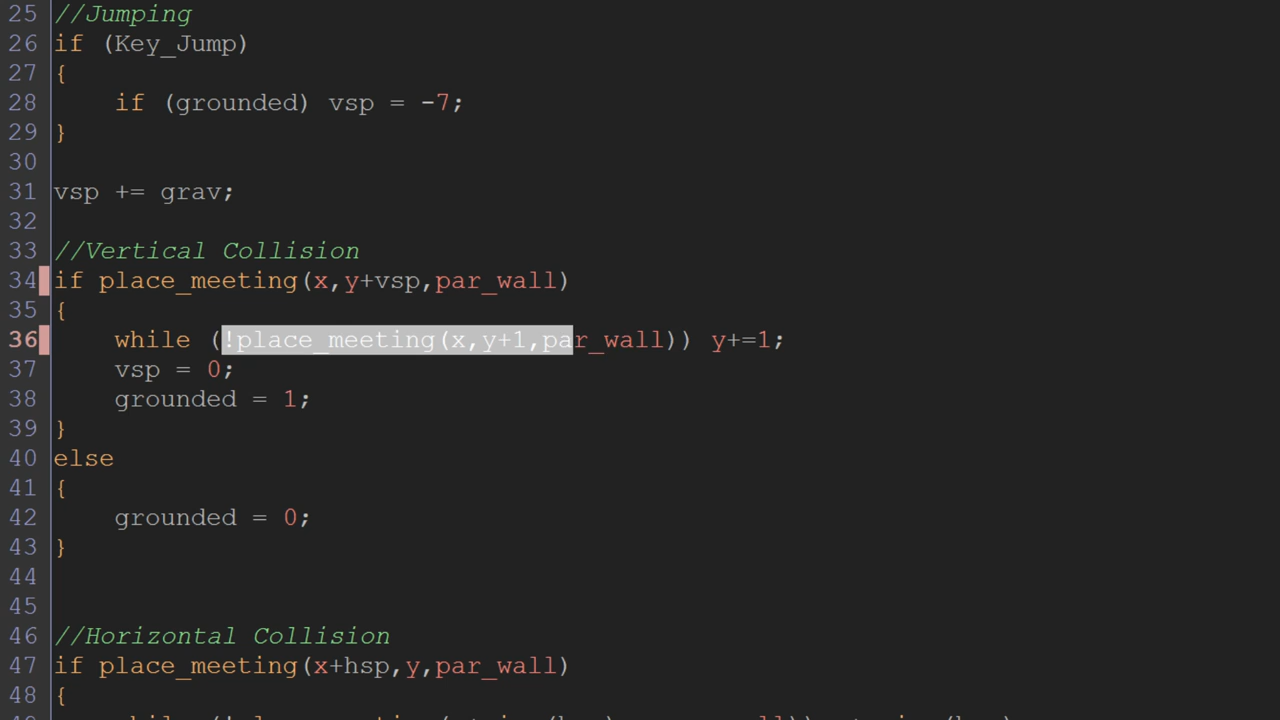 25 //Jumping
26 if (Key_Jump)
27 {
28 if (grounded) vsp = -7;
29 }
30
31 vsp += grav;
32
33 //Vertical Collision
34 if place_meeting(x,y+vsp,par_wall)
35 {
36 while (!place_meeting(x,y+1,par_wall)) y+=1;
37 vsp = 0;
38 grounded = 1;
39 }
40 else
41 {
42 grounded = 0;
43 }
44
45
46 //Horizontal Collision
47 if place_meeting(x+hsp,y,par_wall)
48 {